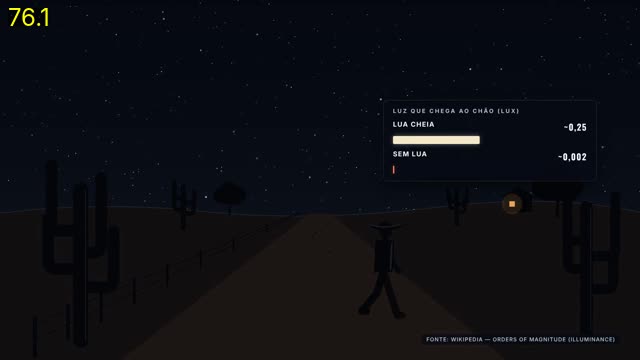 76.1
LUZ QUE CHEGA AO CHÃO (LUX)
LUA CHEIA
~0,25
SEM LUA
~0,002
FONTE: WIKIPEDIA — ORDERS OF MAGNITUDE (ILLUMINANCE)